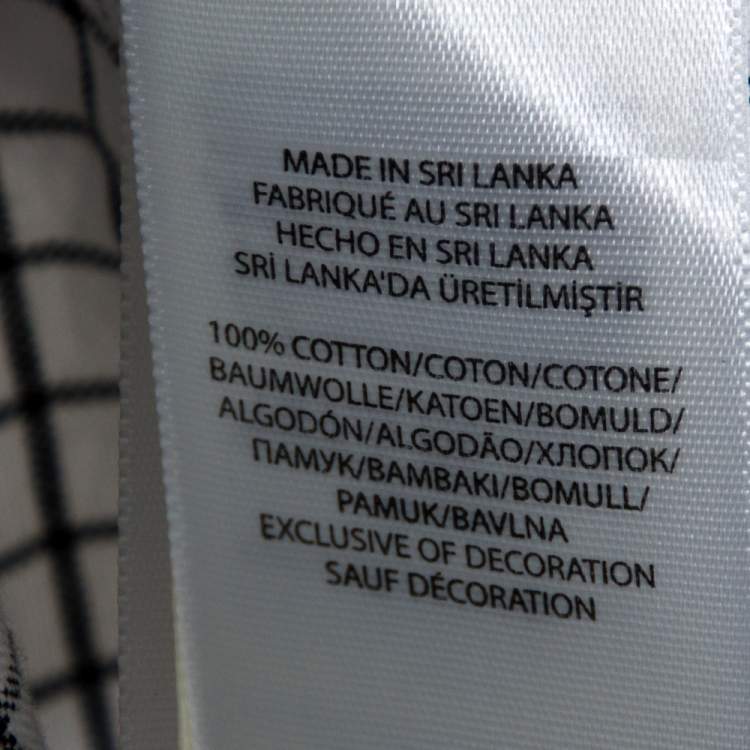 MADE IN SRI LANKA
FABRIQUÉ AU SRI LANKA
HECHO EN SRI LANKA
SRİ LANKA'DA ÜRETİLMİŞTİR
100% COTTON/COTON/COTONE/
BAUMWOLLE/KATOEN/BOMULD/
ALGODÓN/ALGODÃO/ХЛОПОК/
ПАМУК/BAMBAKI/BOMULL/
PAMUK/BAVLNA
EXCLUSIVE OF DECORATION
SAUF DÉCORATION